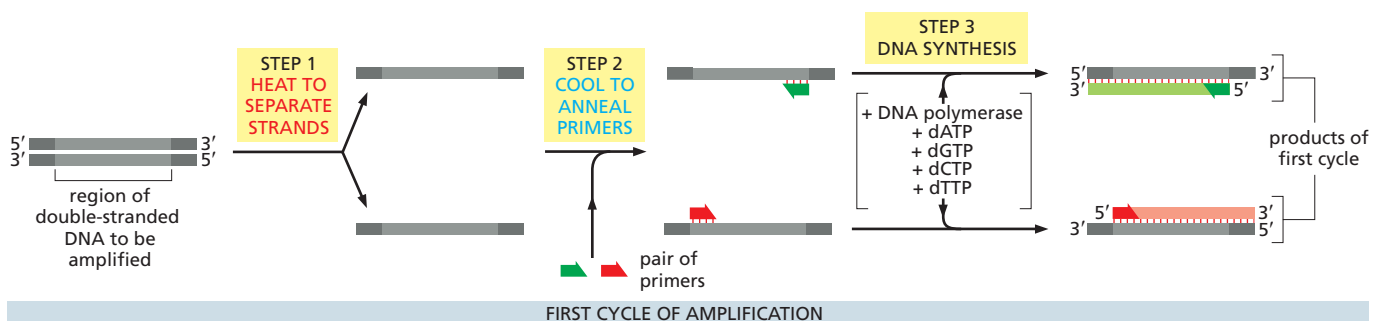 5′ 3′
3′ 5′
region of
double-stranded
DNA to be
amplified
STEP 1
HEAT TO
SEPARATE
STRANDS
STEP 2
COOL TO
ANNEAL
PRIMERS
pair of
primers
STEP 3
DNA SYNTHESIS
+ DNA polymerase
+ dATP
+ dGTP
+ dCTP
+ dTTP
5′ 3′
3′ 5′
5′ 3′
3′ 5′
products of
first cycle
FIRST CYCLE OF AMPLIFICATION